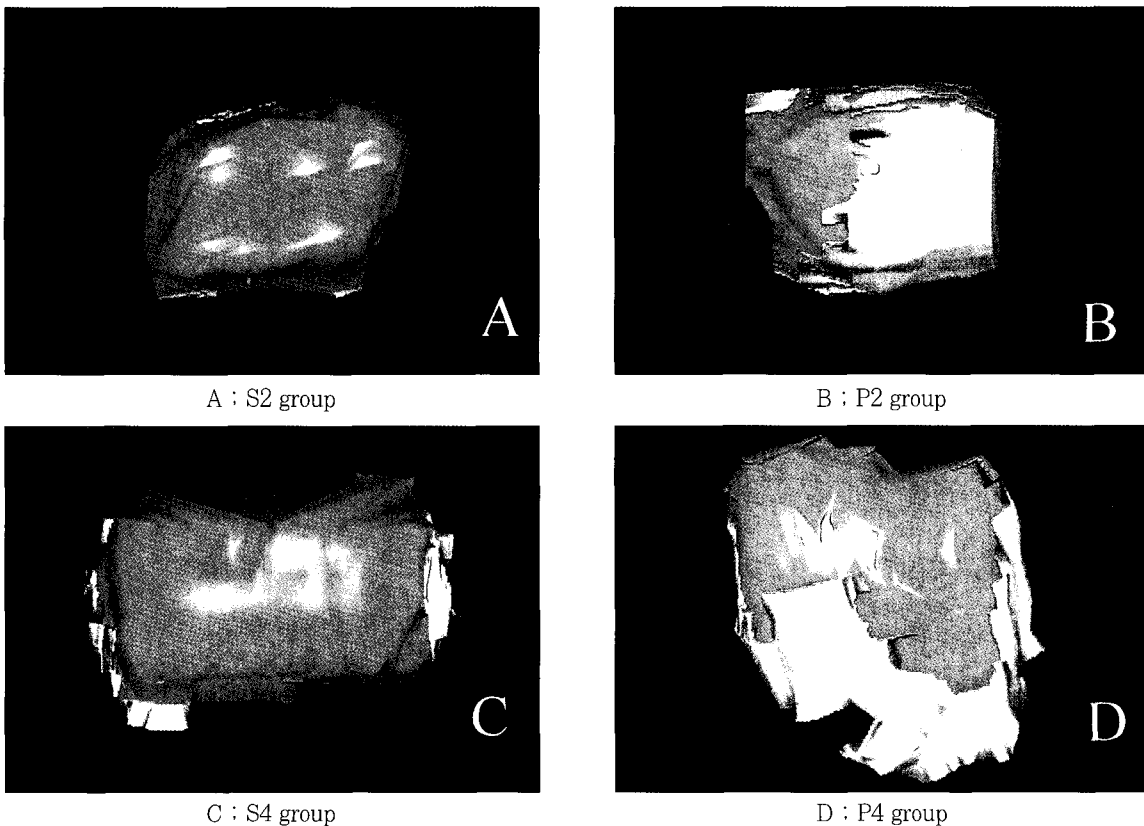 A
B
A ; S2 group
B ; P2 group
C
D
C ; S4 group
D ; P4 group